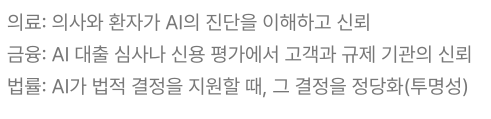 의료: 의사와 환자가 AI의 진단을 이해하고 신뢰
금융: AI 대출 심사나 신용 평가에서 고객과 규제 기관의 신뢰
법률: AI가 법적 결정을 지원할 때, 그 결정을 정당화(투명성)